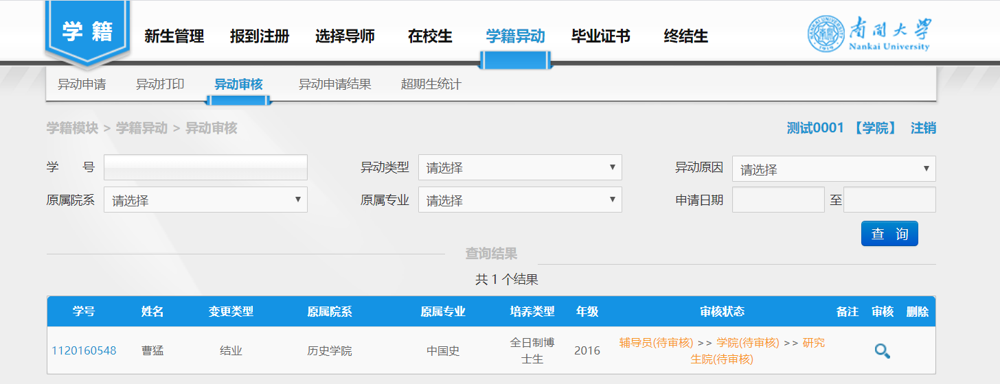 学 籍
新生管理 报到注册 选择导师 在校生 学籍异动 毕业证书 终结生
南开大学
Nankai University
异动申请 异动打印 异动审核 异动申请结果 超期生统计
学籍模块 > 学籍异动 > 异动审核 测试0001 【学院】 注销
学 号 异动类型 请选择 异动原因 请选择
原属院系 请选择 原属专业 请选择 申请日期 至
查 询
查询结果
共 1 个结果
学号 姓名 变更类型 原属院系 原属专业 培养类型 年级 审核状态 备注 审核 删除
1120160548 曹猛 结业 历史学院 中国史 全日制博 2016 辅导员(待审核) >> 学院(待审核) >> 研究
士生 生院(待审核)